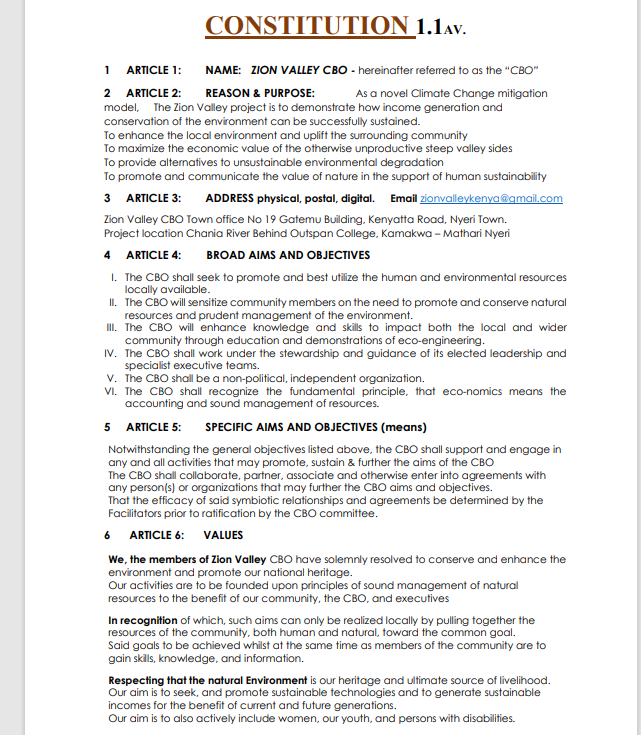 CONSTITUTION 1.1AV.
1 ARTICLE 1: NAME: ZION VALLEY CBO - hereinafter referred to as the “CBO”
2 ARTICLE 2: REASON & PURPOSE: As a novel Climate Change mitigation
model, The Zion Valley project is to demonstrate how income generation and
conservation of the environment can be successfully sustained.
To enhance the local environment and uplift the surrounding community
To maximize the economic value of the otherwise unproductive steep valley sides
To provide alternatives to unsustainable environmental degradation
To promote and communicate the value of nature in the support of human sustainability
3 ARTICLE 3: ADDRESS physical, postal, digital. Email zionvalleykenya@gmail.com
Zion Valley CBO Town office No 19 Gatemu Building, Kenyatta Road, Nyeri Town.
Project location Chania River Behind Outspan College, Kamakwa – Mathari Nyeri
4 ARTICLE 4: BROAD AIMS AND OBJECTIVES
I. The CBO shall seek to promote and best utilize the human and environmental resources
locally available.
II. The CBO will sensitize community members on the need to promote and conserve natural
resources and prudent management of the environment.
III. The CBO will enhance knowledge and skills to impact both the local and wider
community through education and demonstrations of eco-engineering.
IV. The CBO shall work under the stewardship and guidance of its elected leadership and
specialist executive teams.
V. The CBO shall be a non-political, independent organization.
VI. The CBO shall recognize the fundamental principle, that eco-nomics means the
accounting and sound management of resources.
5 ARTICLE 5: SPECIFIC AIMS AND OBJECTIVES (means)
Notwithstanding the general objectives listed above, the CBO shall support and engage in
any and all activities that may promote, sustain & further the aims of the CBO
The CBO shall collaborate, partner, associate and otherwise enter into agreements with
any person(s) or organizations that may further the CBO aims and objectives.
That the efficacy of said symbiotic relationships and agreements be determined by the
Facilitators prior to ratification by the CBO committee.
6 ARTICLE 6: VALUES
We, the members of Zion Valley CBO have solemnly resolved to conserve and enhance the
environment and promote our national heritage.
Our activities are to be founded upon principles of sound management of natural
resources to the benefit of our community, the CBO, and executives
In recognition of which, such aims can only be realized locally by pulling together the
resources of the community, both human and natural, toward the common goal.
Said goals to be achieved whilst at the same time as members of the community are to
gain skills, knowledge, and information.
Respecting that the natural Environment is our heritage and ultimate source of livelihood.
Our aim is to seek, and promote sustainable technologies and to generate sustainable
incomes for the benefit of current and future generations.
Our aim is to also actively include women, our youth, and persons with disabilities.